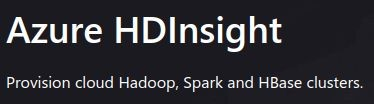 Azure HDInsight
Provision cloud Hadoop, Spark and HBase clusters.